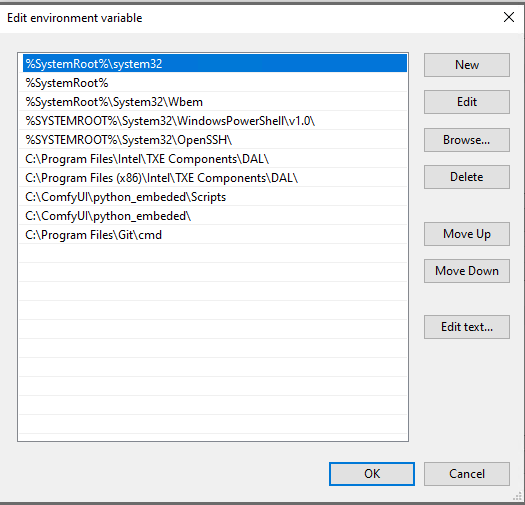 Edit environment variable
%SystemRoot%\system32
%SystemRoot%
%SystemRoot%\System32\Wbem
%SYSTEMROOT%\System32\WindowsPowerShell\v1.0\
%SYSTEMROOT%\System32\OpenSSH\
C:\Program Files\Intel\TXE Components\DAL\
C:\Program Files (x86)\Intel\TXE Components\DAL\
C:\ComfyUI\python_embeded\Scripts
C:\ComfyUI\python_embeded\
C:\Program Files\Git\cmd
New
Edit
Browse...
Delete
Move Up
Move Down
Edit text...
OK
Cancel